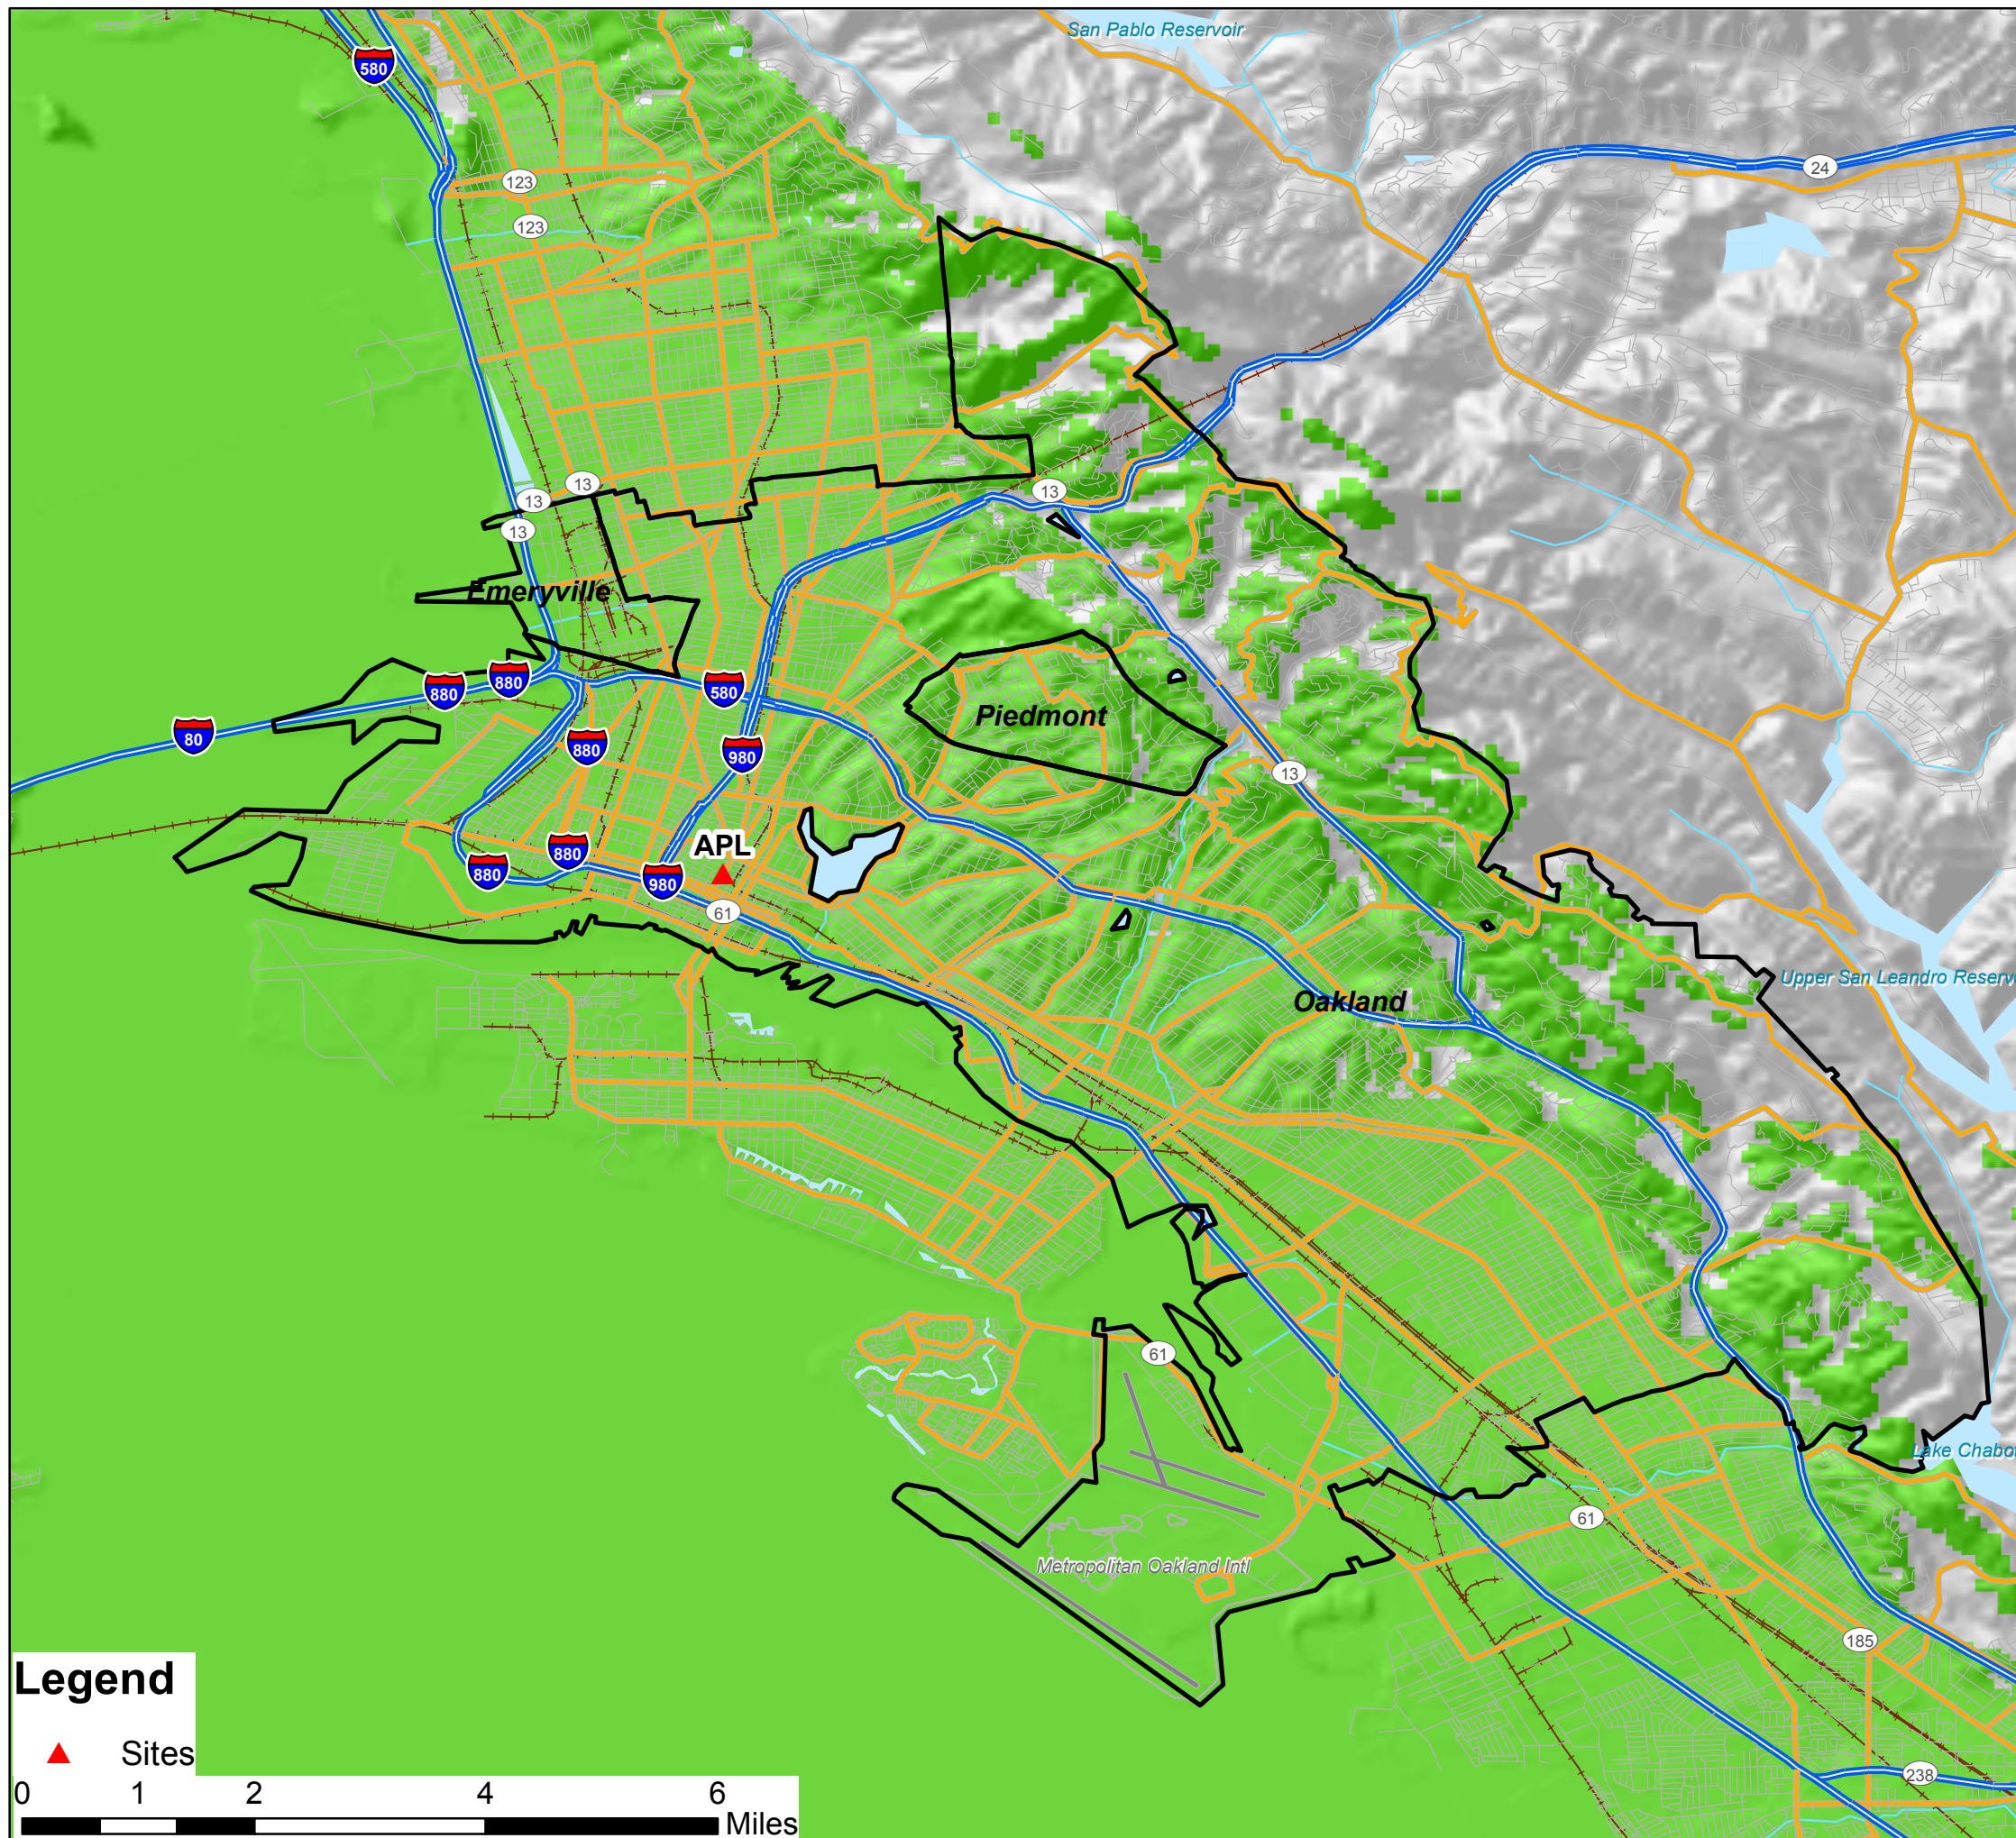 San Pablo Reservoir
580
24
123
123
13
13
13
13
Emeryville
880
880
580
Piedmont
80
880
980
13
APL
880
880
980
61
Upper San Leandro Reserv
Oakland
61
Lake Chabo
61
Metropolitan Oakland Intl
185
Legend
Sites
238
0 1 2 4 6
Miles